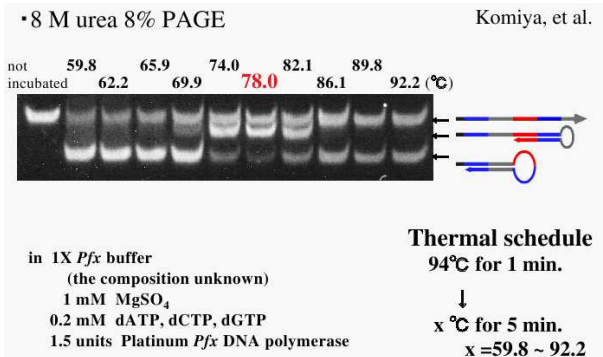 ·8 M urea 8% PAGE
Komiya, et al.
not 59.8 65.9 74.0 82.1 89.8
incubated 62.2 69.9 78.0 86.1 92.2 (℃)
in 1X Pfx buffer
(the composition unknown)
1 mM MgSO₄
0.2 mM dATP, dCTP, dGTP
1.5 units Platinum Pfx DNA polymerase
Thermal schedule
94℃ for 1 min.
↓
x ℃ for 5 min.
x =59.8 ~ 92.2